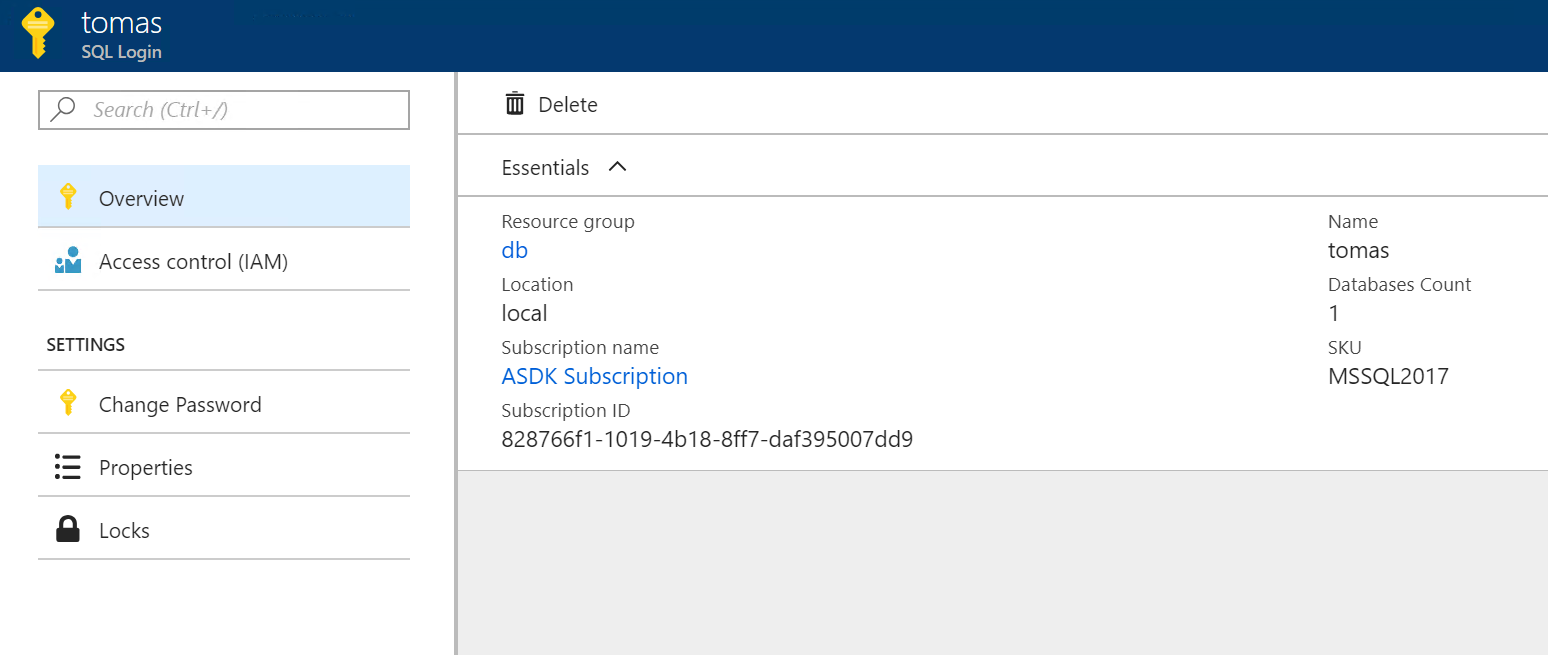 tomas
SQL Login
Search (Ctrl+/)
Overview
Access control (IAM)
SETTINGS
Change Password
Properties
Locks
Delete
Essentials
Resource group
db
Location
local
Subscription name
ASDK Subscription
Subscription ID
828766f1-1019-4b18-8ff7-daf395007dd9
Name
tomas
Databases Count
1
SKU
MSSQL2017